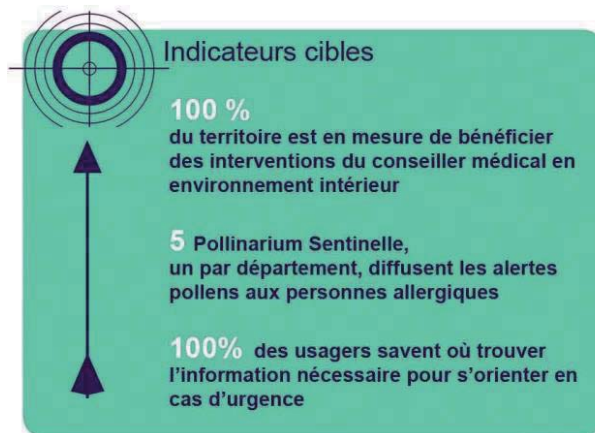 Indicateurs cibles
100 %
du territoire est en mesure de bénéficier
des interventions du conseiller médical en
environnement intérieur
5 Pollinarium Sentinelle,
un par département, diffusent les alertes
pollens aux personnes allergiques
100% des usagers savent où trouver
l’information nécessaire pour s’orienter en
cas d’urgence